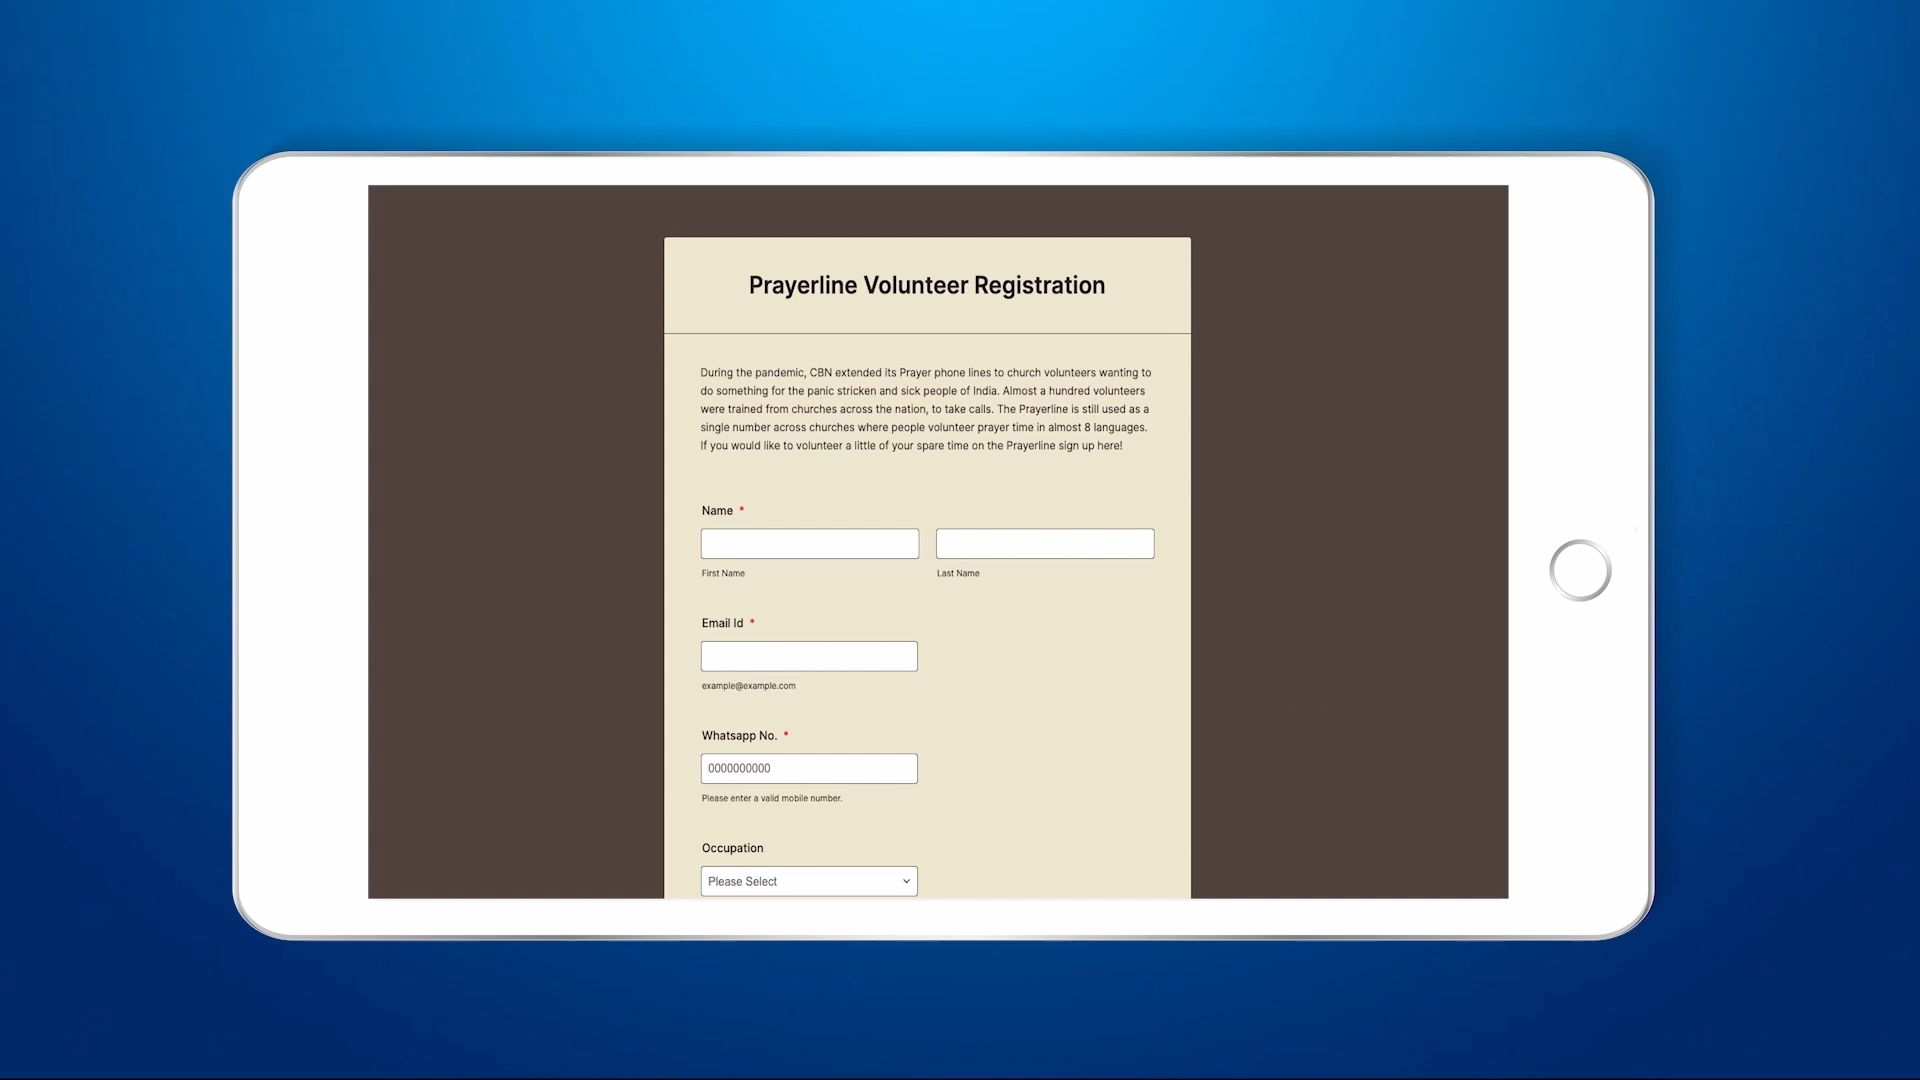 Prayerline Volunteer Registration
During the pandemic, CBN extended its Prayer phone lines to church volunteers wanting to
do something for the panic stricken and sick people of India. Almost a hundred volunteers
were trained from churches across the nation, to take calls. The Prayerline is still used as a
single number across churches where people volunteer prayer time in almost 8 languages.
If you would like to volunteer a little of your spare time on the Prayerline sign up here!
Name *
First Name
Last Name
Email Id *
example@example.com
Whatsapp No. *
0000000000
Please enter a valid mobile number.
Occupation
Please Select